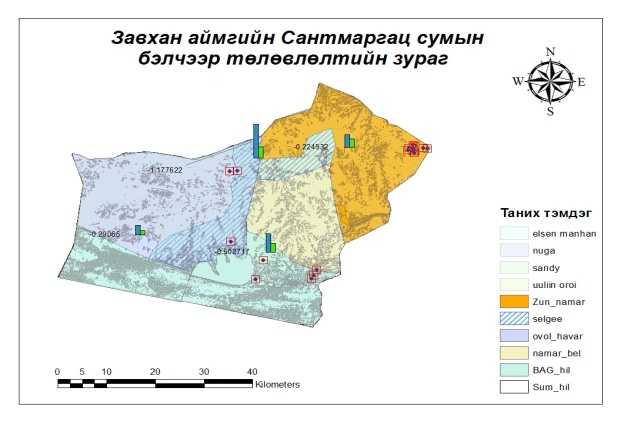 Завхан аймгийн Сантмаргац сумын
бэлчээр төлөвлөлтийн зураг
N
W
E
S
-0.224932
-1.177622
-0.29065
-0.502717
Таних тэмдэг
elsen manhan
nuga
sandy
uuliin oroi
Zun_namar
selgee
ovol_havar
namar_bel
BAG_hil
Sum_hil
0 5 10 20 30 40
Kilometers